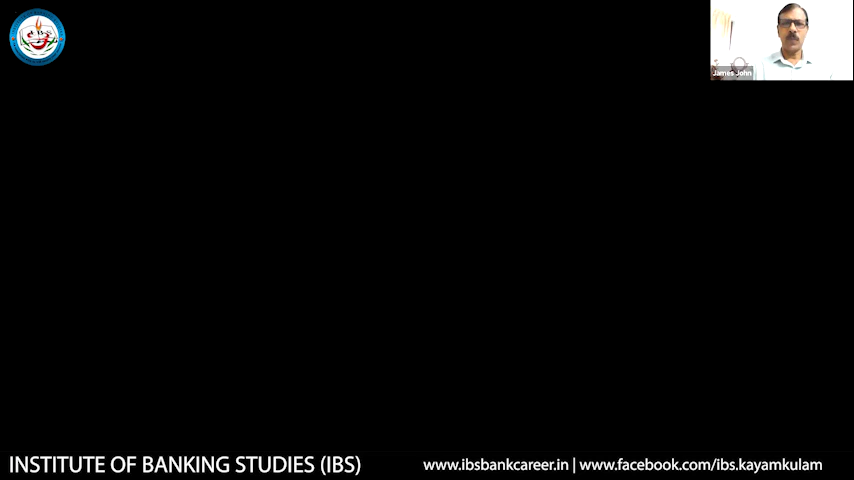 James John
INSTITUTE OF BANKING STUDIES (IBS)
www.ibsbankcareer.in | www.facebook.com/ibs.kayamkulam